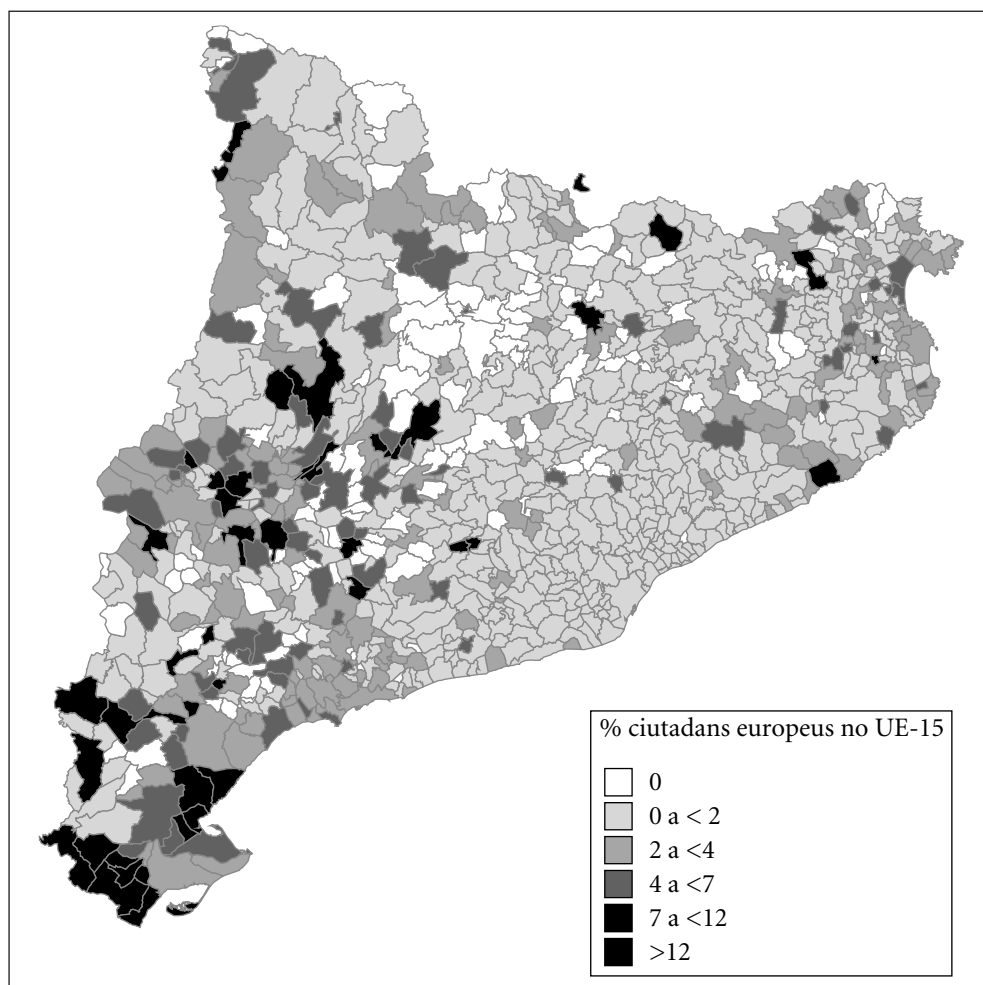 % ciutadans europeus no UE-15
0
0 a < 2
2 a <4
4 a <7
7 a <12
>12